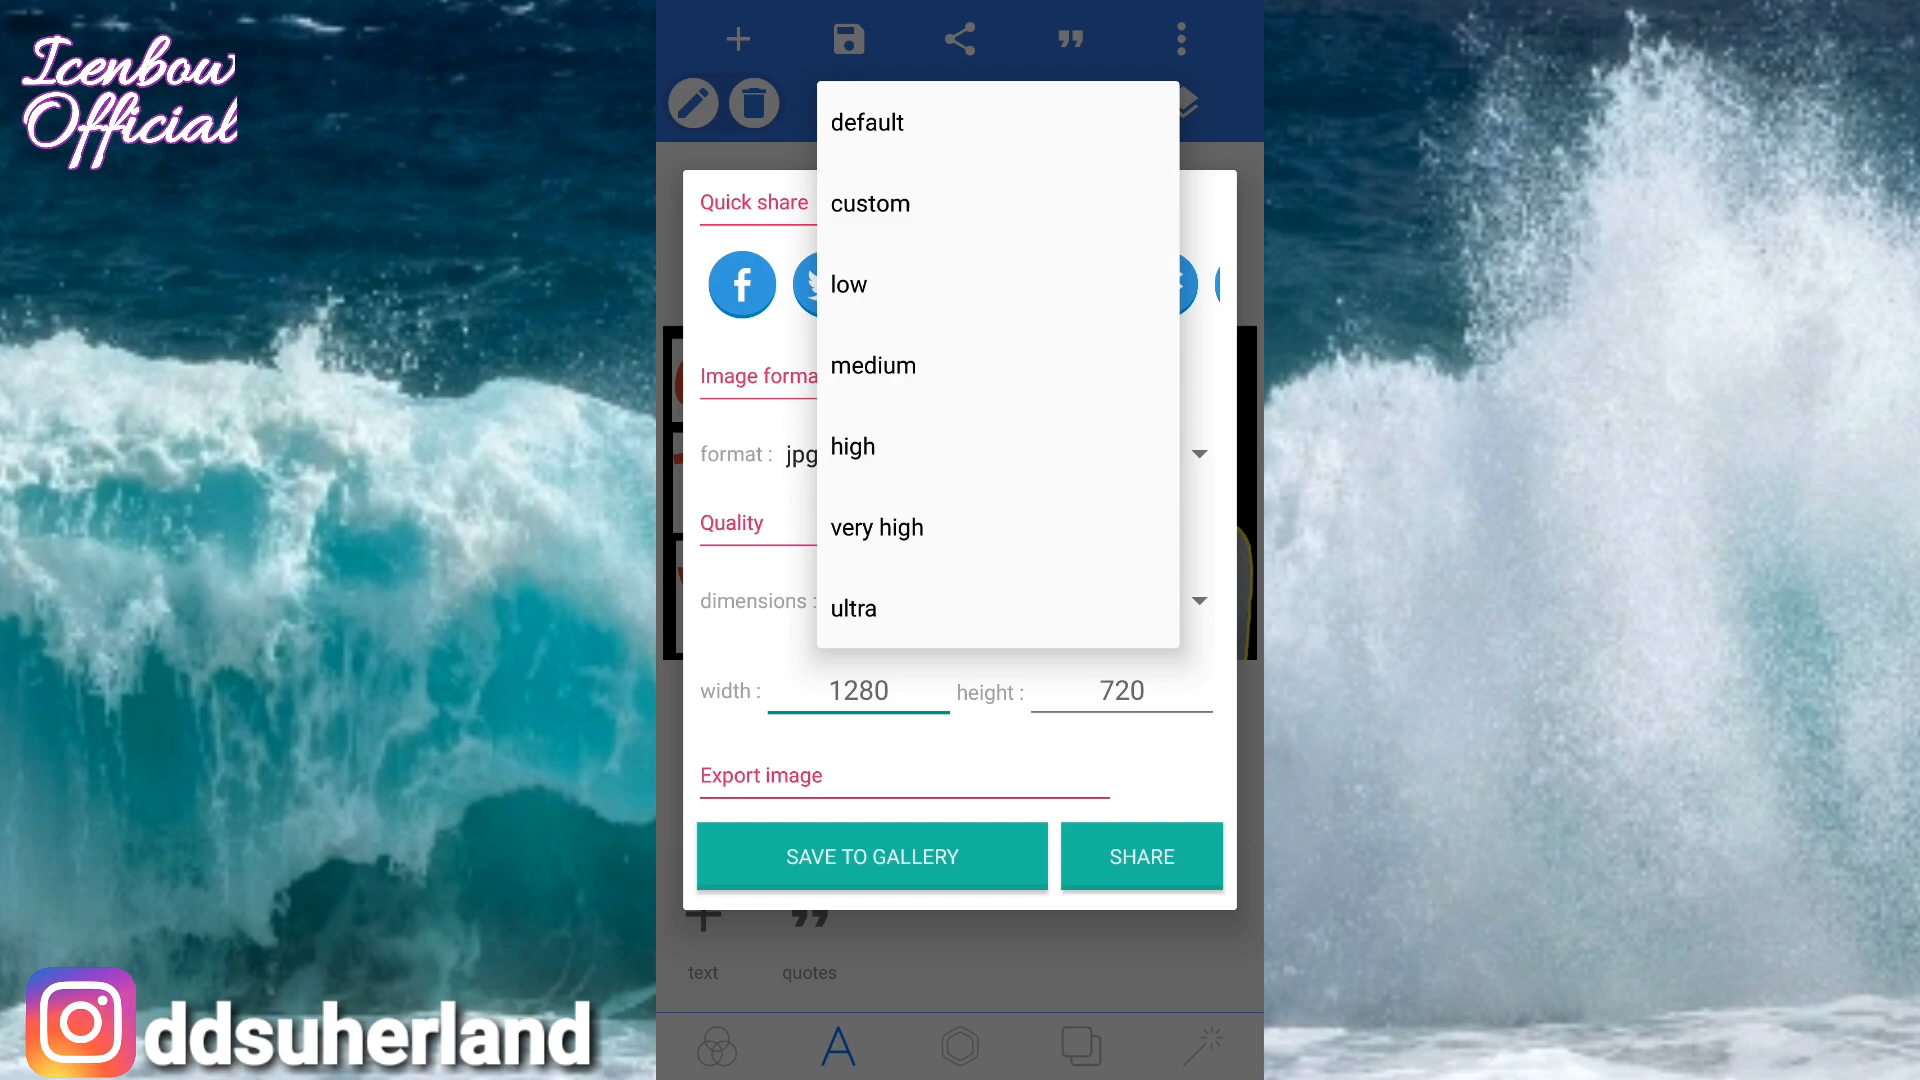 Icenbow
Official
default
custom
low
medium
high
very high
ultra
Quick share
Image forma
format : jpg
Quality
dimensions :
width : 1280 height : 720
Export image
SAVE TO GALLERY SHARE
text quotes
ddsuherland